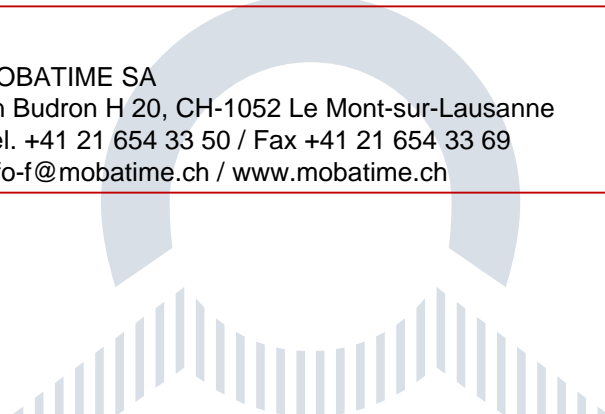 OBATIME SA
n Budron H 20, CH-1052 Le Mont-sur-Lausanne
el. +41 21 654 33 50 / Fax +41 21 654 33 69
fo-f@mobatime.ch / www.mobatime.ch